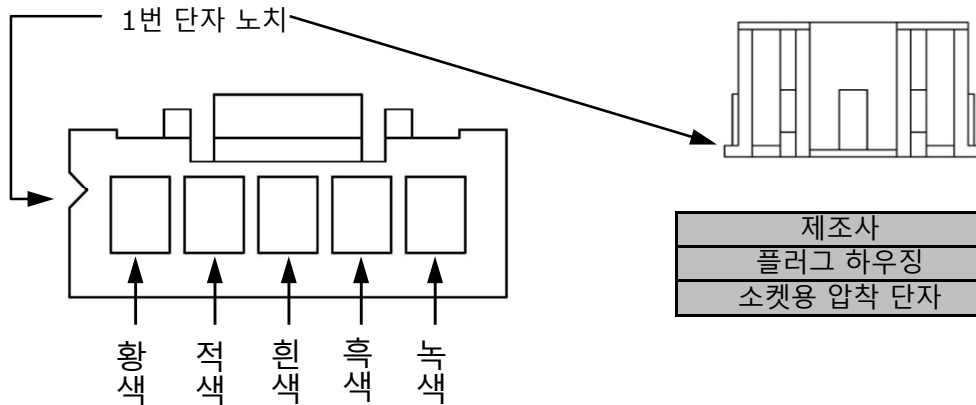 1번 단자 노치
제조사
플러그 하우징
소켓용 압착 단자
황색
적색
흰색
흑색
녹색